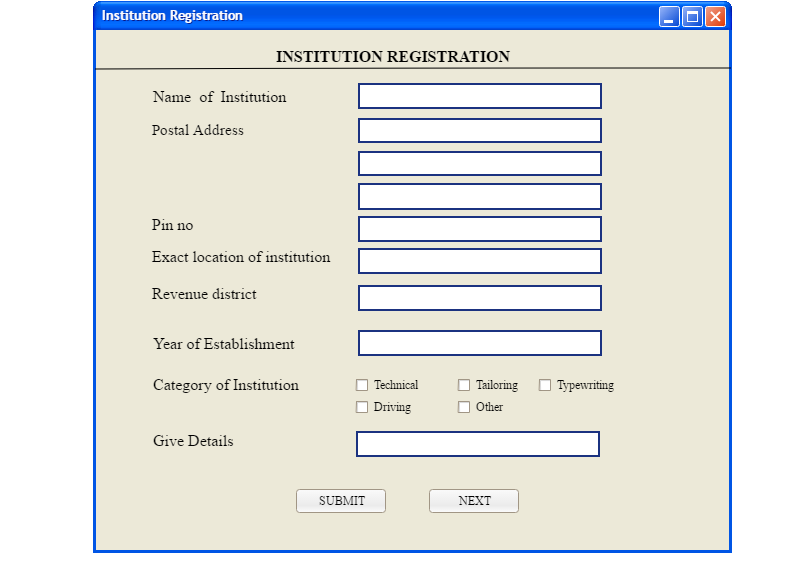 Institution Registration
INSTITUTION REGISTRATION
Name of Institution
Postal Address
Pin no
Exact location of institution
Revenue district
Year of Establishment
Category of Institution
Technical Tailoring Typewriting
Driving Other
Give Details
SUBMIT NEXT